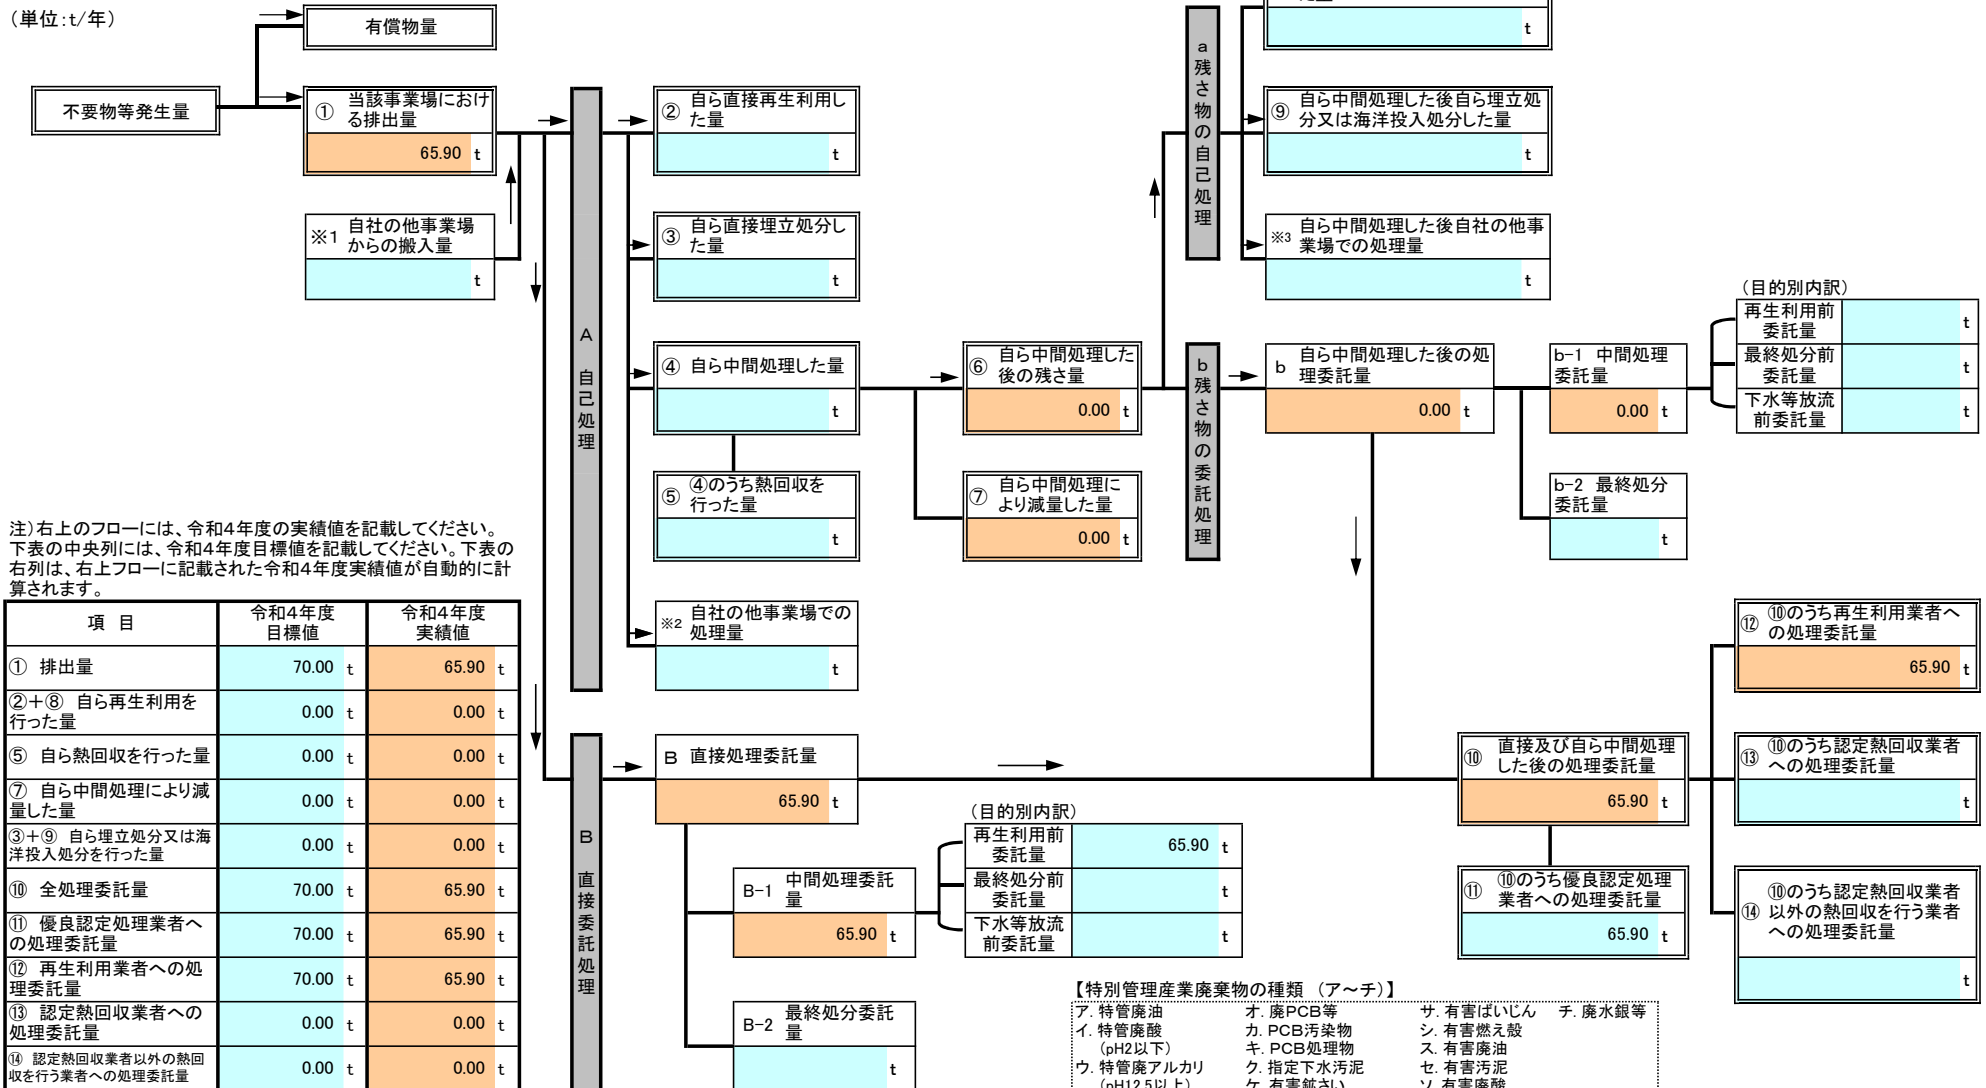 (単位:t/年)
有償物量
不要物等発生量
① 当該事業場におけ
る排出量
65.90 t
※1 自社の他事業場
からの搬入量
t
A 自己処理
② 自ら直接再生利用し
た量
t
③ 自ら直接埋立処分し
た量
t
④ 自ら中間処理した量
t
⑤ ④のうち熱回収を
行った量
t
※2 自社の他事業場での
処理量
t
⑥ 自ら中間処理した
後の残さ量
0.00 t
⑦ 自ら中間処理に
より減量した量
0.00 t
a 残さ物の自己処理
t
⑨ 自ら中間処理した後自ら埋立処
分又は海洋投入処分した量
t
※3 自ら中間処理した後自社の他事
業場での処理量
t
b 残さ物の委託処理
b 自ら中間処理した後の処
理委託量
0.00 t
b-1 中間処理
委託量
0.00 t
b-2 最終処分
委託量
t
(目的別内訳)
再生利用前
委託量
t
最終処分前
委託量
t
下水等放流
前委託量
t
注)右上のフローには、令和4年度の実績値を記載してください。
下表の中央列には、令和4年度目標値を記載してください。下表の
右列は、右上フローに記載された令和4年度実績値が自動的に計
算されます。
項 目
令和4年度
目標値
令和4年度
実績値
① 排出量
70.00 t 65.90 t
②+⑧ 自ら再生利用を
行った量
0.00 t 0.00 t
⑤ 自ら熱回収を行った量
0.00 t 0.00 t
⑦ 自ら中間処理により減
量した量
0.00 t 0.00 t
③+⑨ 自ら埋立処分又は海
洋投入処分を行った量
0.00 t 0.00 t
⑩ 全処理委託量
70.00 t 65.90 t
⑪ 優良認定処理業者へ
の処理委託量
70.00 t 65.90 t
⑫ 再生利用業者への処
理委託量
70.00 t 65.90 t
⑬ 認定熱回収業者への
処理委託量
0.00 t 0.00 t
⑭ 認定熱回収業者以外の熱回
収を行う業者への処理委託量
0.00 t 0.00 t
B 直接委託処理
B 直接処理委託量
65.90 t
B-1 中間処理委託
量
65.90 t
B-2 最終処分委託
量
t
(目的別内訳)
再生利用前
委託量
65.90 t
最終処分前
委託量
t
下水等放流
前委託量
t
⑩ 直接及び自ら中間処理
した後の処理委託量
65.90 t
⑪ ⑩のうち優良認定処理
業者への処理委託量
65.90 t
⑫ ⑩のうち再生利用業者へ
の処理委託量
65.90 t
⑬ ⑩のうち認定熱回収業者
への処理委託量
t
⑭ ⑩のうち認定熱回収業者
以外の熱回収を行う業者
への処理委託量
t
【特別管理産業廃棄物の種類 (ア~チ)】
ア. 特管廃油 オ. 廃PCB等 サ. 有害ばいじん チ. 廃水銀等
イ. 特管廃酸 カ. PCB汚染物 シ. 有害燃え殻
(pH2以下) キ. PCB処理物 ス. 有害廃油
ウ. 特管廃アルカリ ク. 指定下水汚泥 セ. 有害汚泥
(pH12.5以上) ケ. 有害鉱さい ソ. 有害廃酸